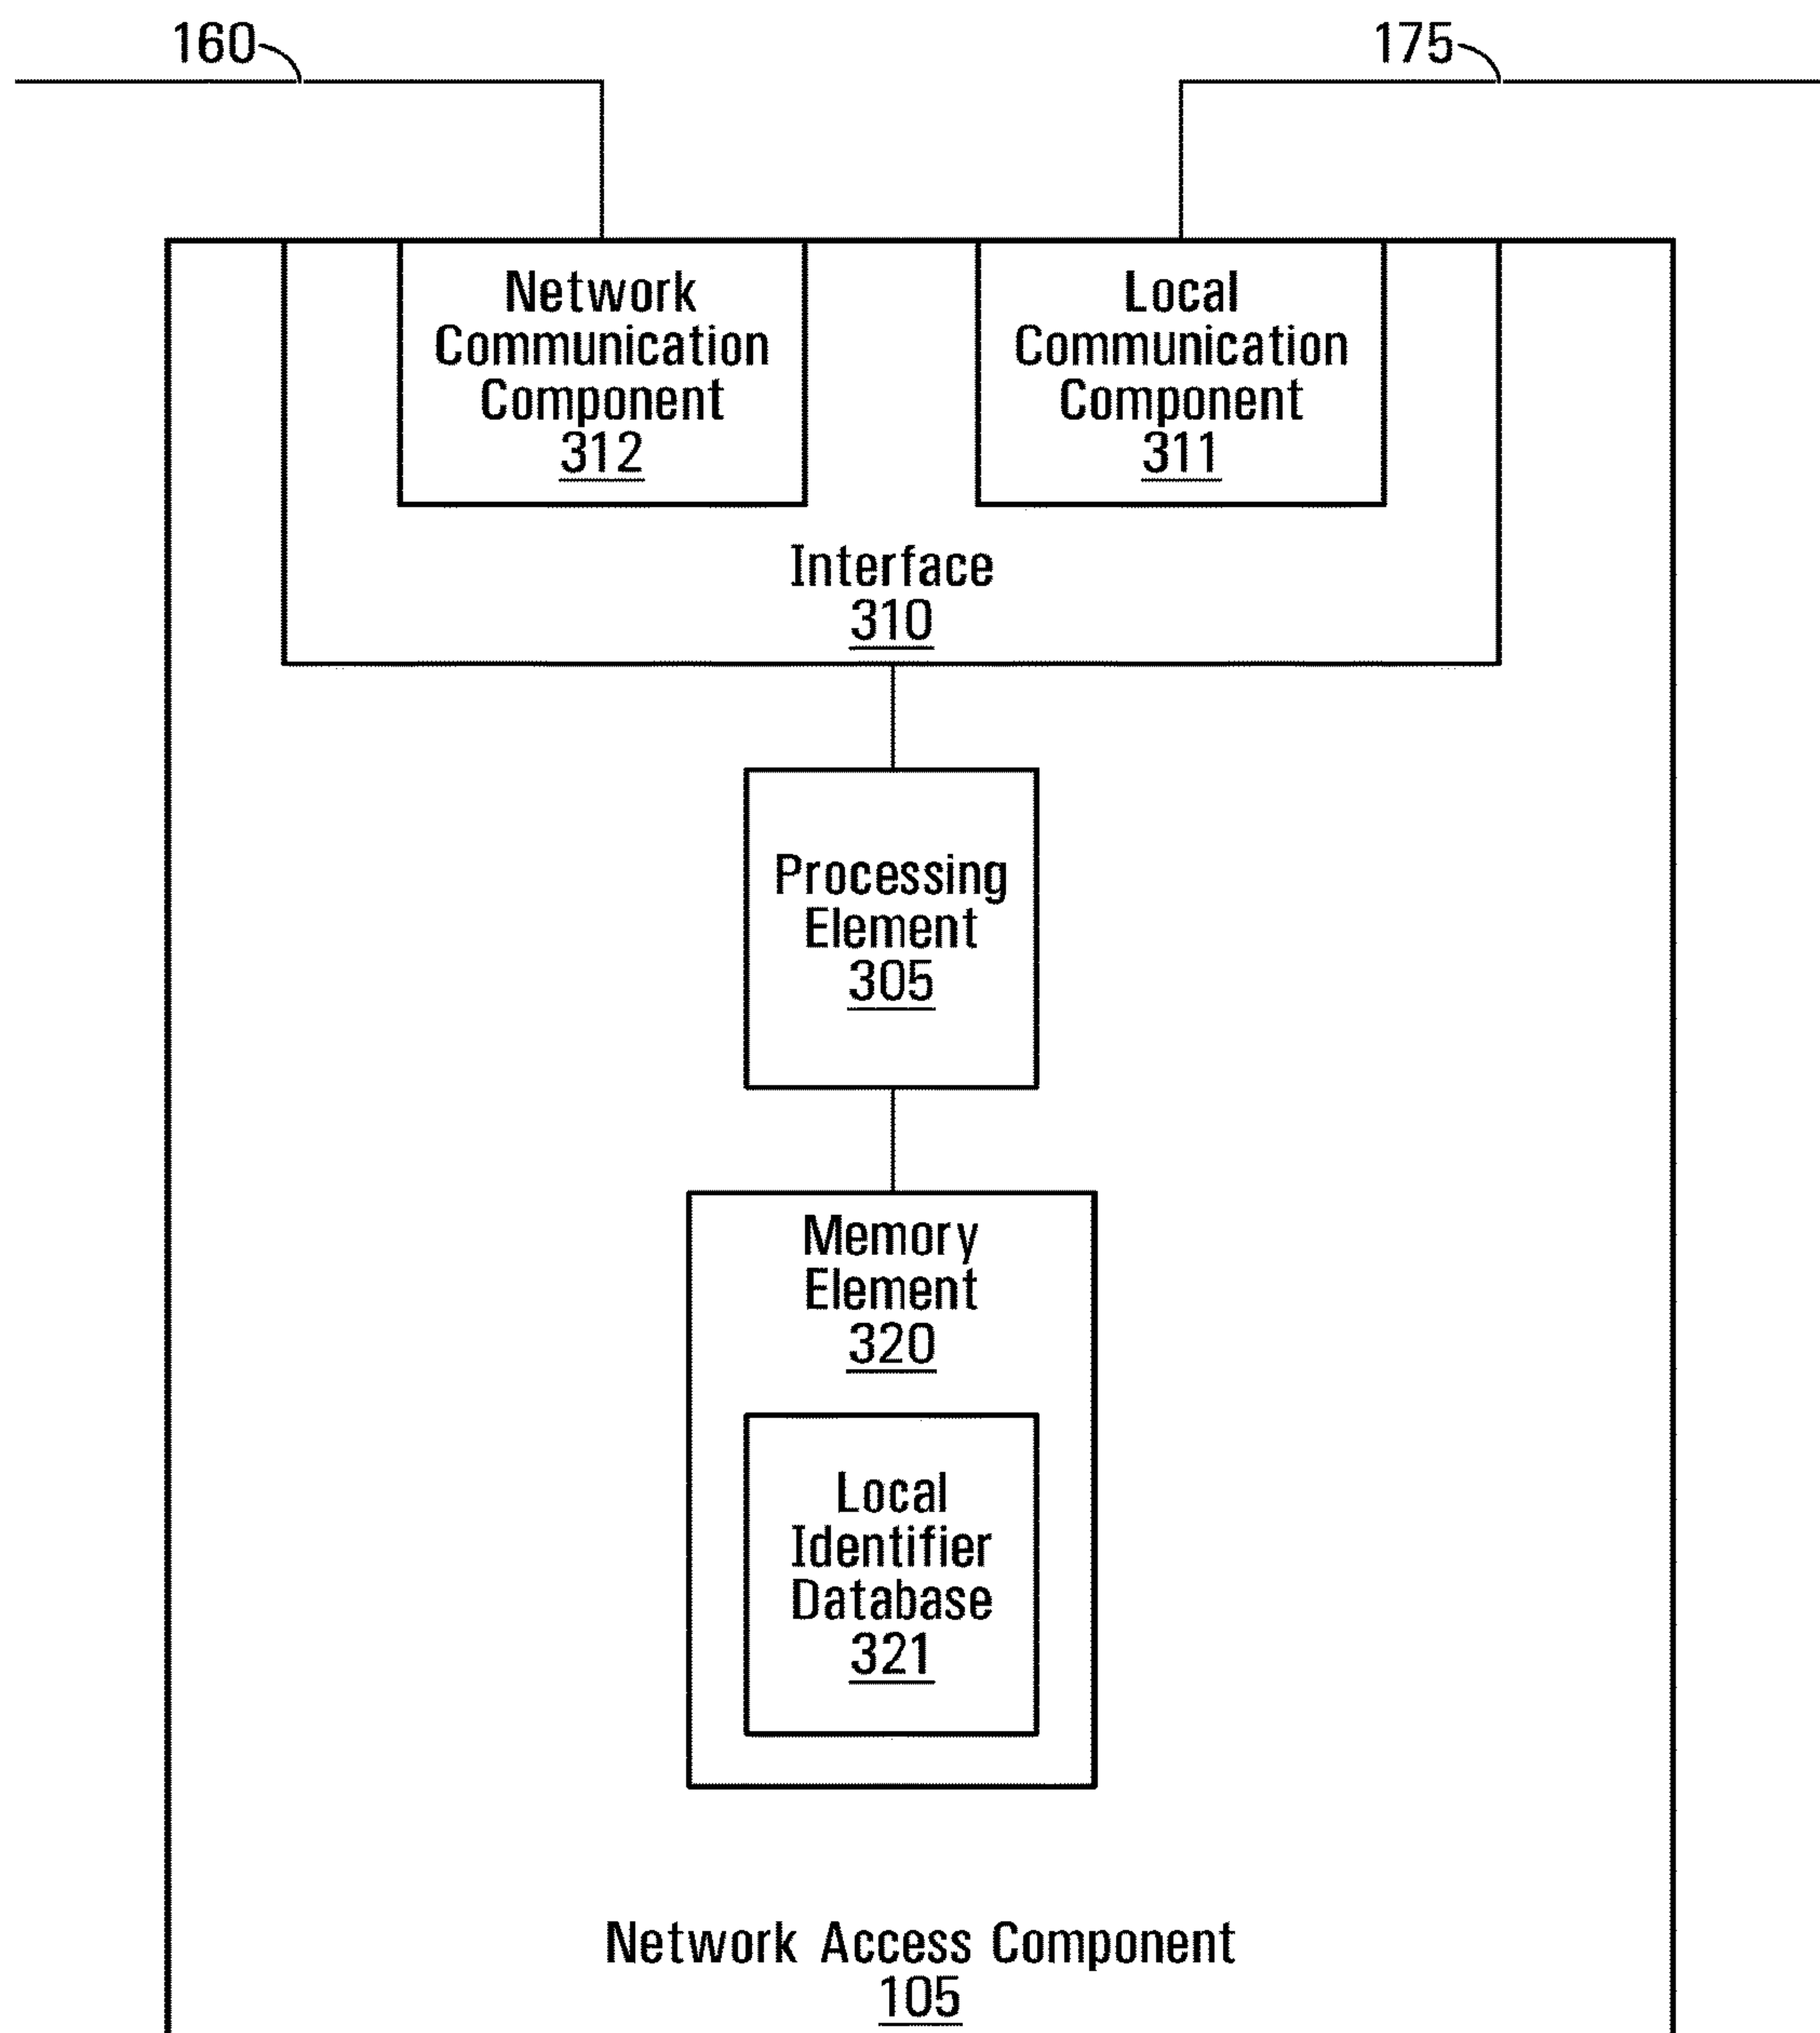 160
175
Network
Communication
Component
312
Local
Communication
Component
311
Interface
310
Processing
Element
305
Memory
Element
320
Local
Identifier
Database
321
Network Access Component
105